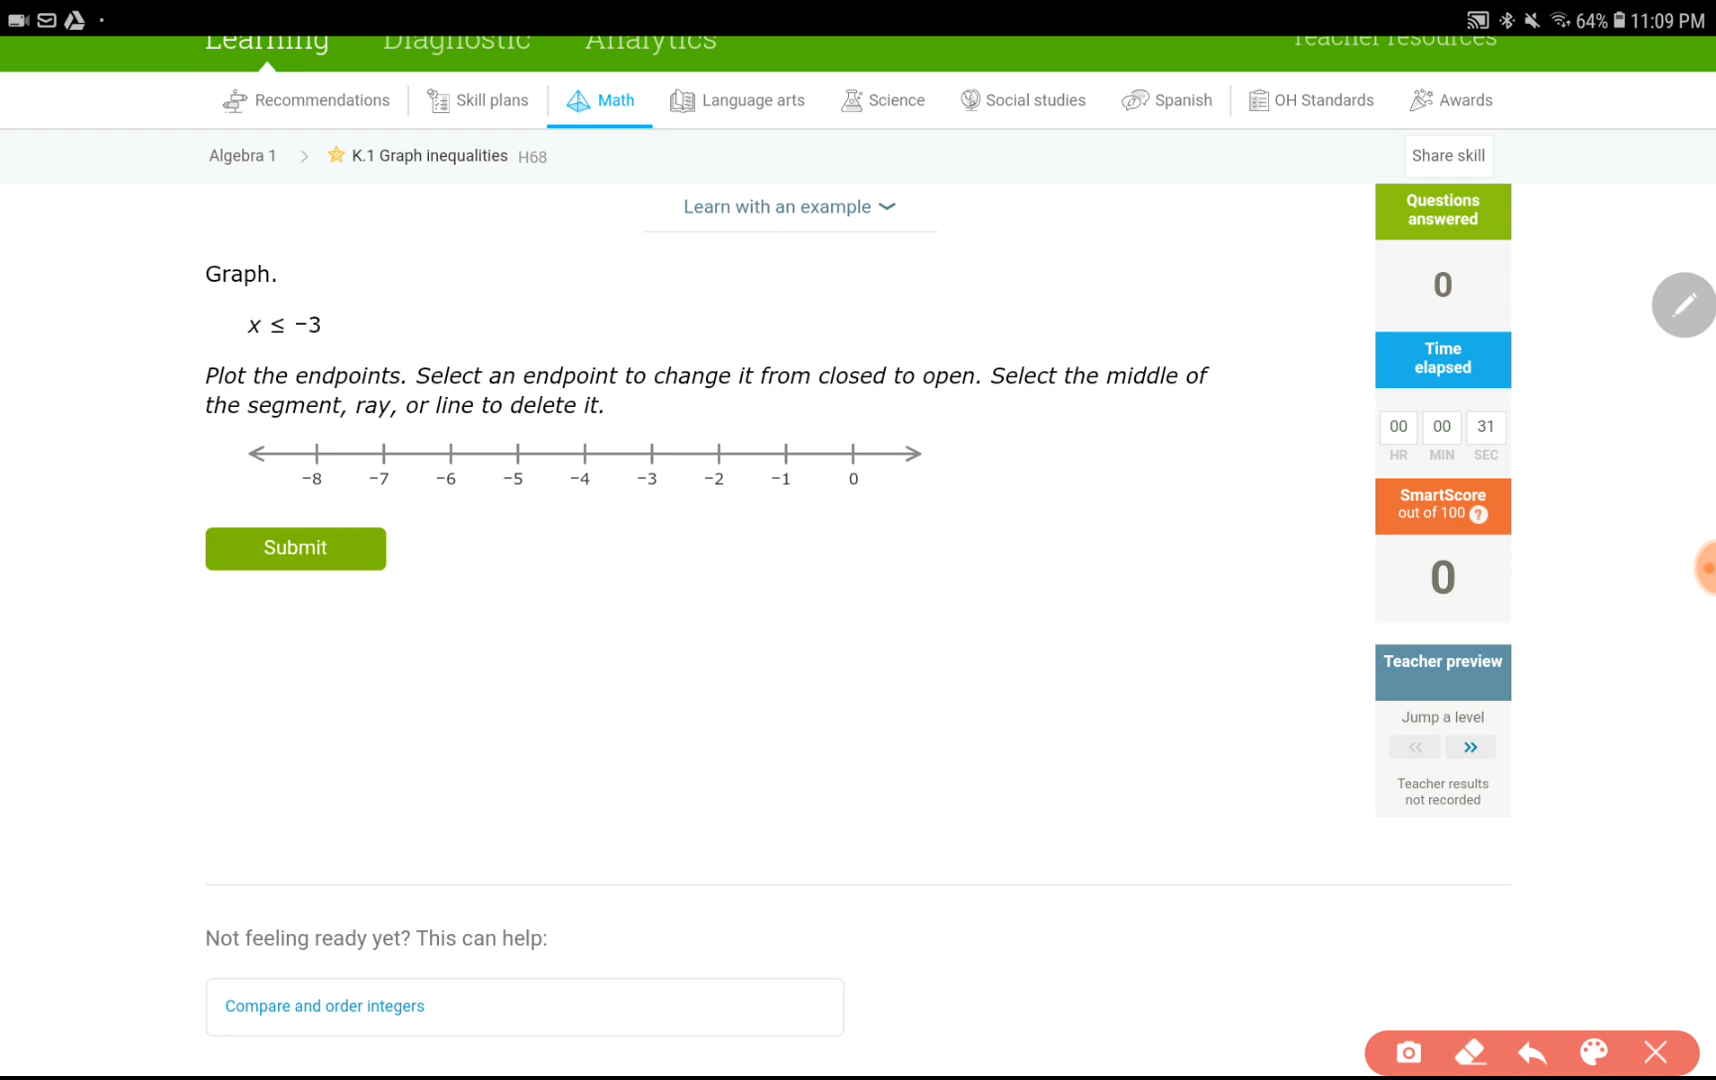 64% 11:09 PM
Learning Diagnostic Analytics Teacher resources
Recommendations Skill plans Math Language arts Science Social studies Spanish OH Standards Awards
Algebra 1 > K.1 Graph inequalities H68
Share skill
Learn with an example
Questions
answered
0
Graph.
x ≤ −3
Plot the endpoints. Select an endpoint to change it from closed to open. Select the middle of
the segment, ray, or line to delete it.
−8 −7 −6 −5 −4 −3 −2 −1 0
Submit
Time
elapsed
00 00 31
HR MIN SEC
SmartScore
out of 100 ?
0
Teacher preview
Jump a level
Teacher results
not recorded
Not feeling ready yet? This can help:
Compare and order integers